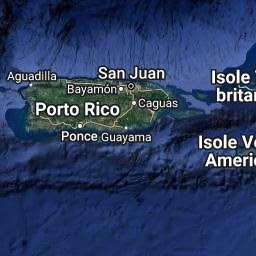 San Juan
Aguadilla
Bayamón
Isole
britan
Porto Rico
Caguas
Ponce
Guayama
Isole V
Americ